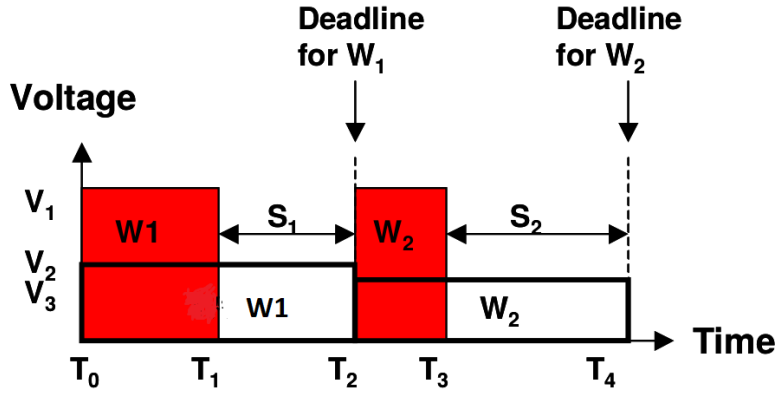 Deadline
for W₁
Deadline
for W₂
Voltage
V₁
W1
S₁
W₂
S₂
V₂
V₃
W1
W₂
Time
T₀
T₁
T₂
T₃
T₄